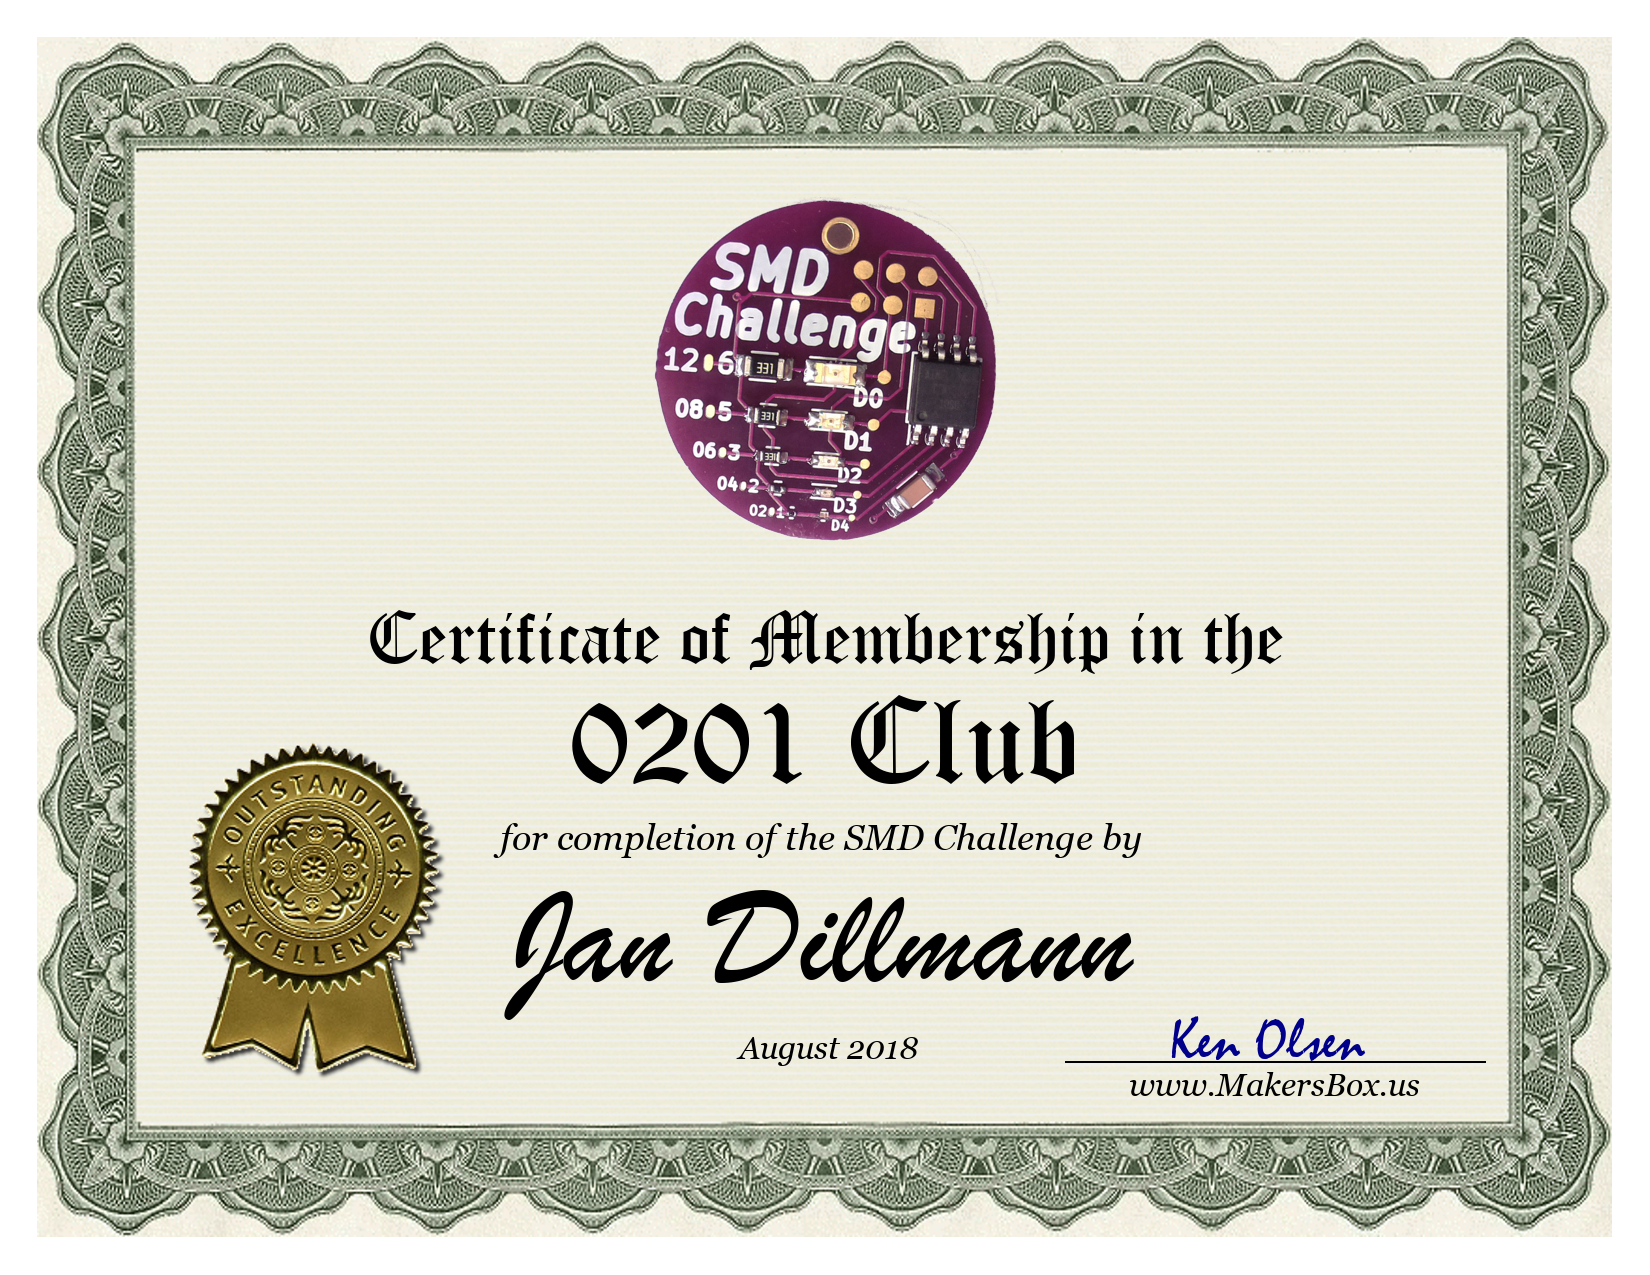 SMD
Challenge
12•6
331
D0
08•5
331
D1
06•3
331
D2
04•2
D3
02•1
D4
Certificate of Membership in the
0201 Club
for completion of the SMD Challenge by
OUTSTANDING
EXCELLENCE
Jan Dillmann
August 2018
Ken Olsen
www.MakersBox.us